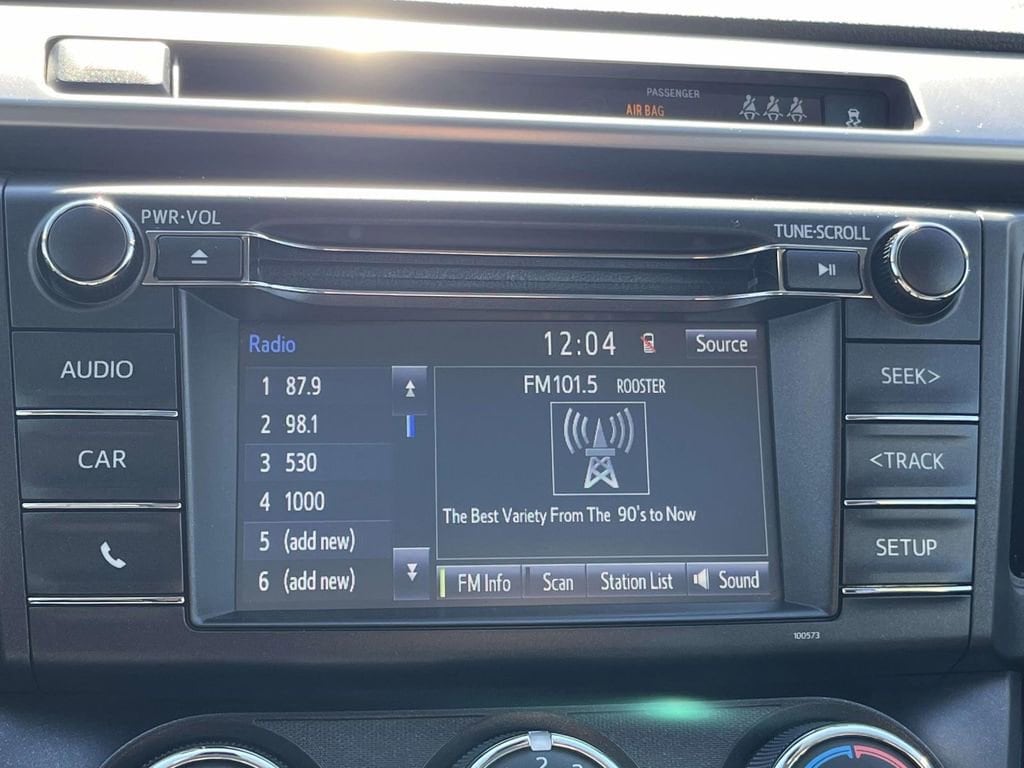 PASSENGER
AIR BAG
PWR·VOL
TUNE·SCROLL
AUDIO
CAR
Radio
12:04
Source
1 87.9
2 98.1
3 530
4 1000
5 (add new)
6 (add new)
FM101.5 ROOSTER
The Best Variety From The 90's to Now
FM Info
Scan
Station List
Sound
SEEK>
<TRACK
SETUP
100573
2